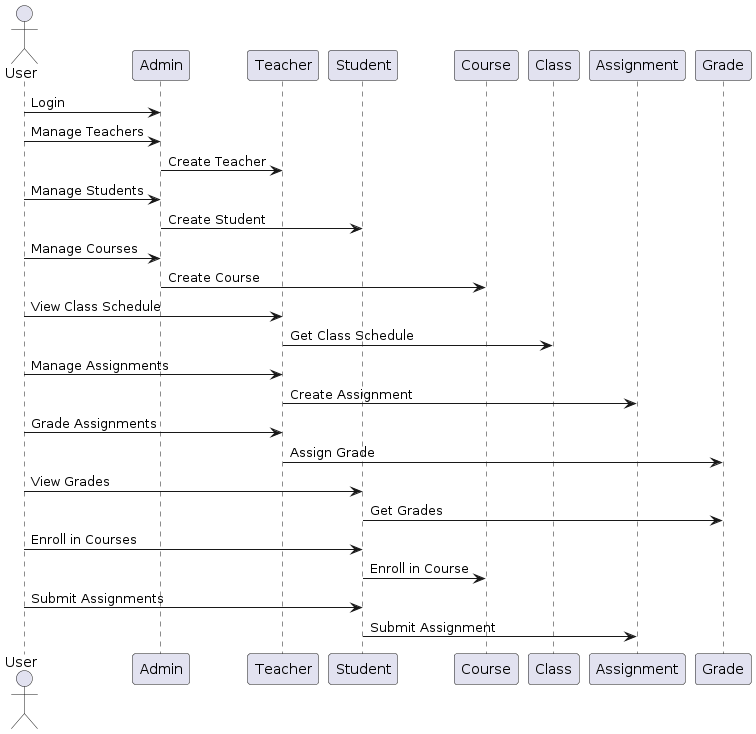 User
Admin Teacher Student Course Class Assignment Grade
Login
Manage Teachers
Create Teacher
Manage Students
Create Student
Manage Courses
Create Course
View Class Schedule
Get Class Schedule
Manage Assignments
Create Assignment
Grade Assignments
Assign Grade
View Grades
Get Grades
Enroll in Courses
Enroll in Course
Submit Assignments
Submit Assignment
User
Admin Teacher Student Course Class Assignment Grade